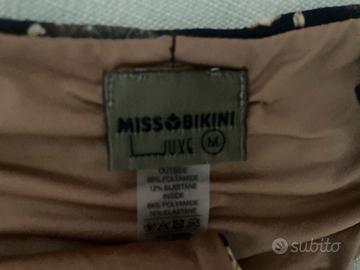 MISS BIKINI
LUXE M
OUTSIDE
88% POLYAMIDE
12% ELASTANE
INSIDE
84% POLYAMIDE
16% ELASTANE
subito